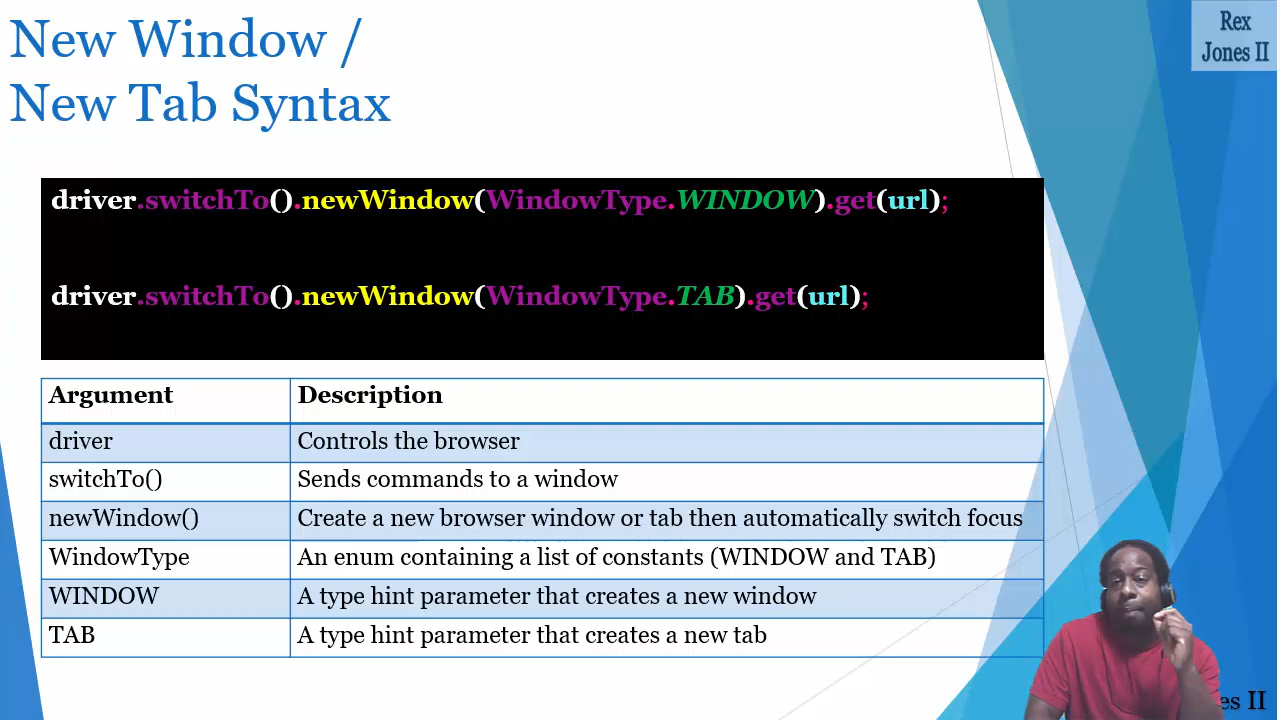 New Window /
New Tab Syntax
Rex
Jones II
driver.switchTo().newWindow(WindowType.WINDOW).get(url);
driver.switchTo().newWindow(WindowType.TAB).get(url);
Argument Description
driver Controls the browser
switchTo() Sends commands to a window
newWindow() Create a new browser window or tab then automatically switch focus
WindowType An enum containing a list of constants (WINDOW and TAB)
WINDOW A type hint parameter that creates a new window
TAB A type hint parameter that creates a new tab
es II